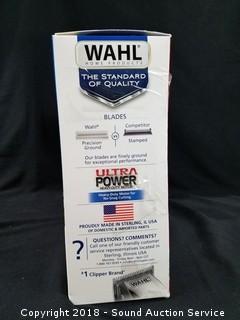 WAHL
HOME PRODUCTS
THE STANDARD
OF QUALITY
BLADES
Wahl®
vs
Competitor
Precision
Ground
Stamped
Our blades are finely ground
for exceptional performance.
ULTRA
POWER
Heavy-Duty Motor for
No Snag Cutting
PROUDLY MADE IN STERLING, IL USA
OF DOMESTIC & IMPORTED PARTS
?
QUESTIONS? COMMENTS?
Call one of our friendly customer
service representatives located in
Sterling, Illinois USA
#1 Clipper Brand
Copyright 2018 - Sound Auction Service